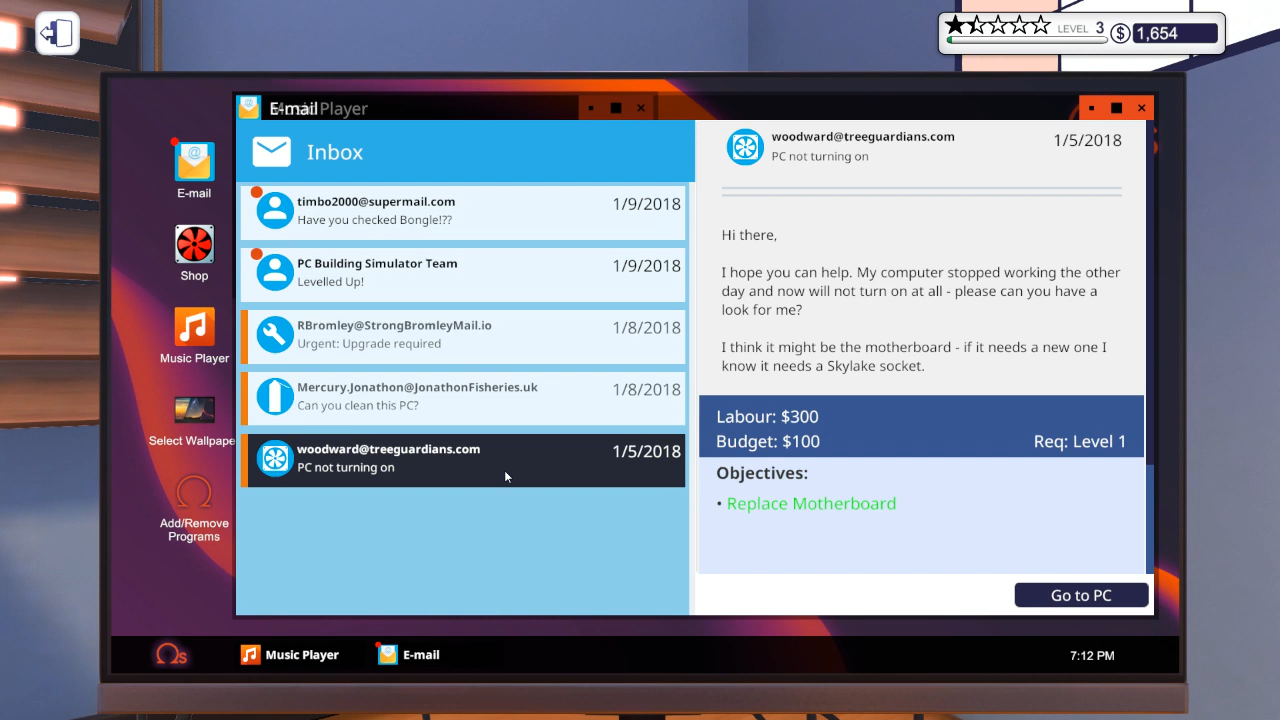 LEVEL 3
$ 1,654
E-mail
Player
Inbox
timbo2000@supermail.com
1/9/2018
Have you checked Bongle!??
PC Building Simulator Team
1/9/2018
Levelled Up!
RBromley@StrongBromleyMail.io
1/8/2018
Urgent: Upgrade required
Mercury.Jonathon@JonathonFisheries.uk
1/8/2018
Can you clean this PC?
woodward@treeguardians.com
1/5/2018
PC not turning on
woodward@treeguardians.com
1/5/2018
PC not turning on
Hi there,
I hope you can help. My computer stopped working the other
day and now will not turn on at all - please can you have a
look for me?
I think it might be the motherboard - if it needs a new one I
know it needs a Skylake socket.
Labour: $300
Budget: $100
Req: Level 1
Objectives:
• Replace Motherboard
Go to PC
E-mail
Shop
Music Player
Select Wallpape
Add/Remove
Programs
Ωs
Music Player
E-mail
7:12 PM